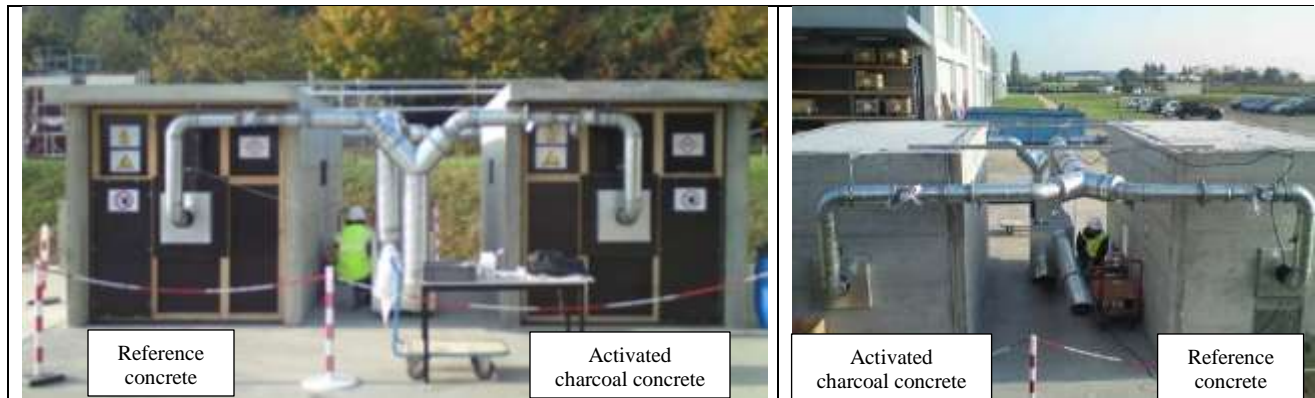 Reference
concrete
Activated
charcoal concrete
Activated
charcoal concrete
Reference
concrete